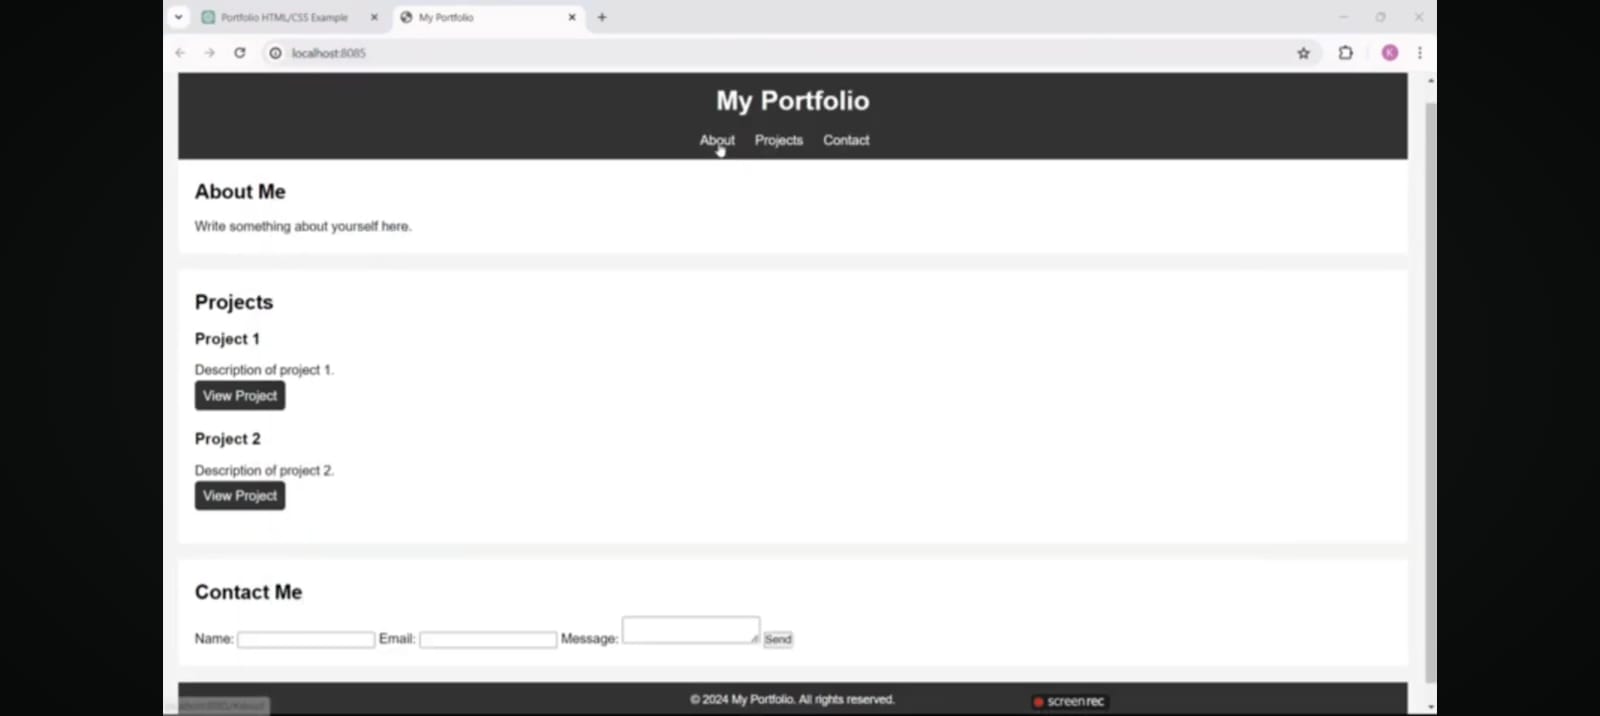 Portfolio HTML/CSS Example
My Portfolio
localhost:8085
K
My Portfolio
About Projects Contact
About Me
Write something about yourself here.
Projects
Project 1
Description of project 1.
View Project
Project 2
Description of project 2.
View Project
Contact Me
Name: Email: Message: Send
© 2024 My Portfolio. All rights reserved.
screenrec